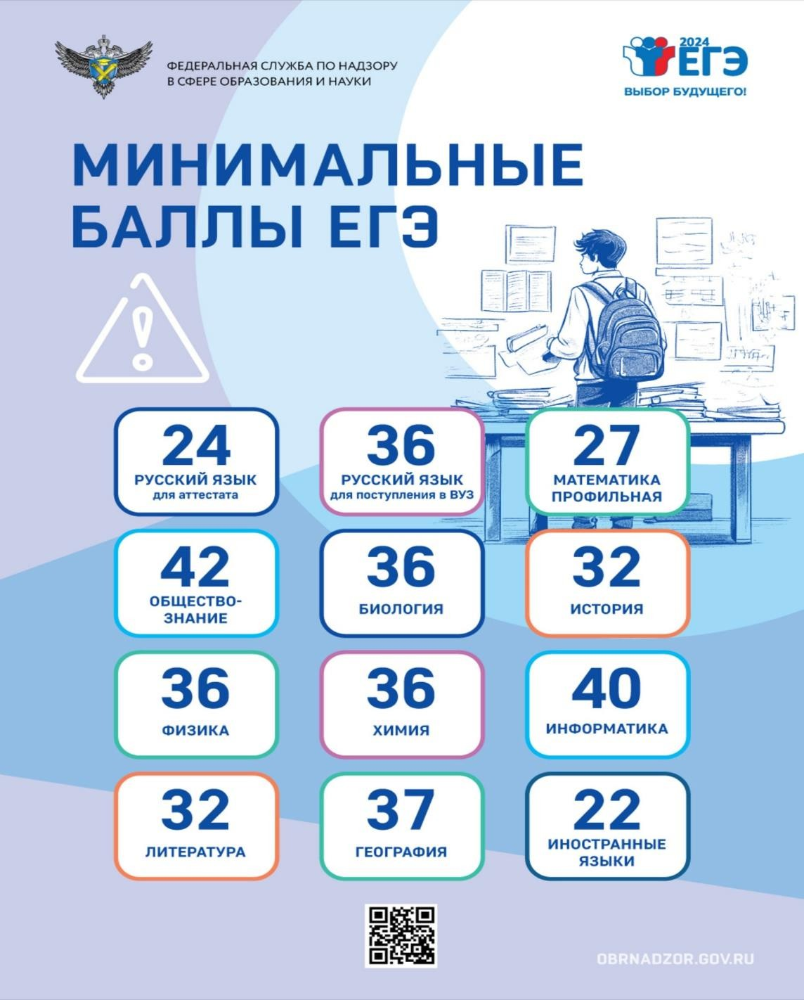 ФЕДЕРАЛЬНАЯ СЛУЖБА ПО НАДЗОРУ
В СФЕРЕ ОБРАЗОВАНИЯ И НАУКИ
2024
ЕГЭ
ВЫБОР БУДУЩЕГО!
МИНИМАЛЬНЫЕ
БАЛЛЫ ЕГЭ
24
РУССКИЙ ЯЗЫК
для аттестата
36
РУССКИЙ ЯЗЫК
для поступления в ВУЗ
27
МАТЕМАТИКА
ПРОФИЛЬНАЯ
42
ОБЩЕСТВО-
ЗНАНИЕ
36
БИОЛОГИЯ
32
ИСТОРИЯ
36
ФИЗИКА
36
ХИМИЯ
40
ИНФОРМАТИКА
32
ЛИТЕРАТУРА
37
ГЕОГРАФИЯ
22
ИНОСТРАННЫЕ
ЯЗЫКИ
OBRNADZOR.GOV.RU